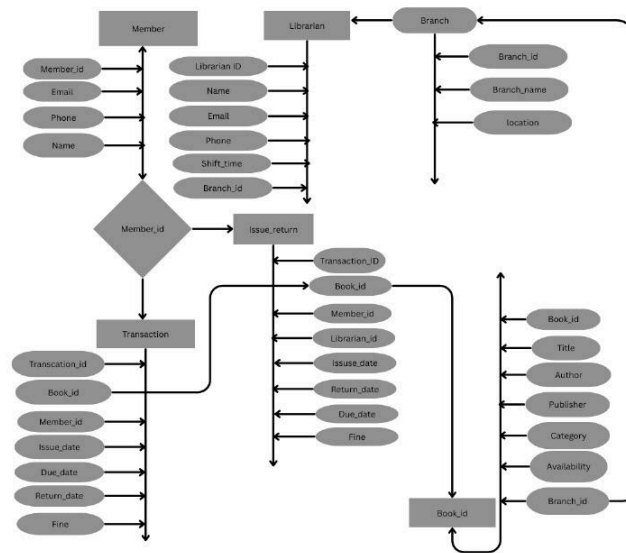 Member
Member_id
Email
Phone
Name
Member_id
Transaction
Transcation_id
Book_id
Member_id
Issue_date
Due_date
Return_date
Fine
Librarian
Librarian ID
Name
Email
Phone
Shift_time
Branch_id
Issue_return
Transaction_ID
Book_id
Member_id
Librarian_id
Issuse_date
Return_date
Due_date
Fine
Branch
Branch_id
Branch_name
location
Book_id
Title
Author
Publisher
Category
Availability
Branch_id
Book_id